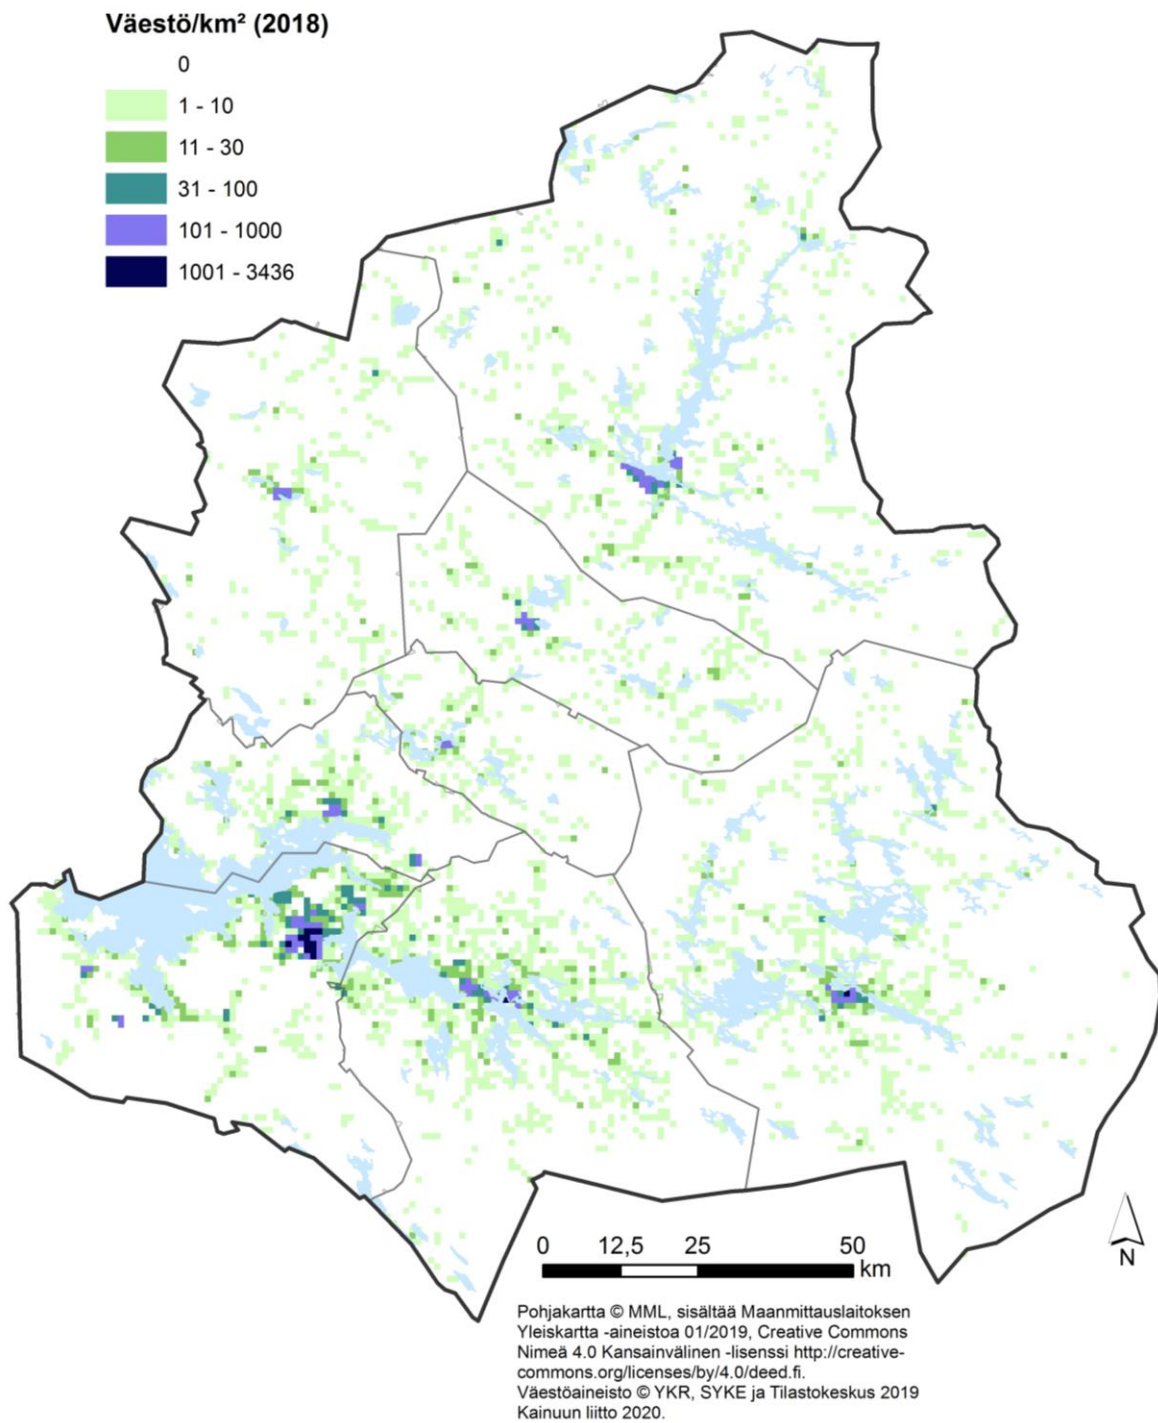 Väestö/km² (2018)
0
1 - 10
11 - 30
31 - 100
101 - 1000
1001 - 3436
0 12,5 25 50
km
N
Pohjakartta © MML, sisältää Maanmittauslaitoksen
Yleiskartta -aineistoa 01/2019, Creative Commons
Nimeä 4.0 Kansainvälinen -lisenssi http://creative-
commons.org/licenses/by/4.0/deed.fi.
Väestöaineisto © YKR, SYKE ja Tilastokeskus 2019
Kainuun liitto 2020.